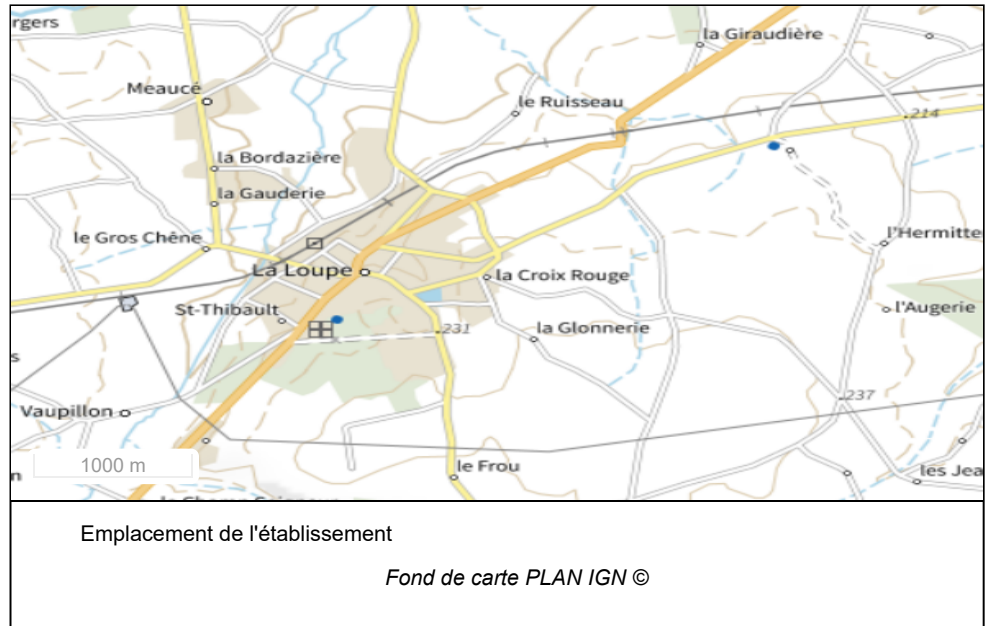 rgers
la Giraudière
Meaucé
le Ruisseau
214
la Bordazière
la Gauderie
le Gros Chêne
l'Hermitte
La Loupe
la Croix Rouge
St-Thibault
l'Augerie
231
la Glonnerie
s
237
Vaupillon
1000 m
le Frou
n
les Jea
Emplacement de l'établissement
Fond de carte PLAN IGN ©